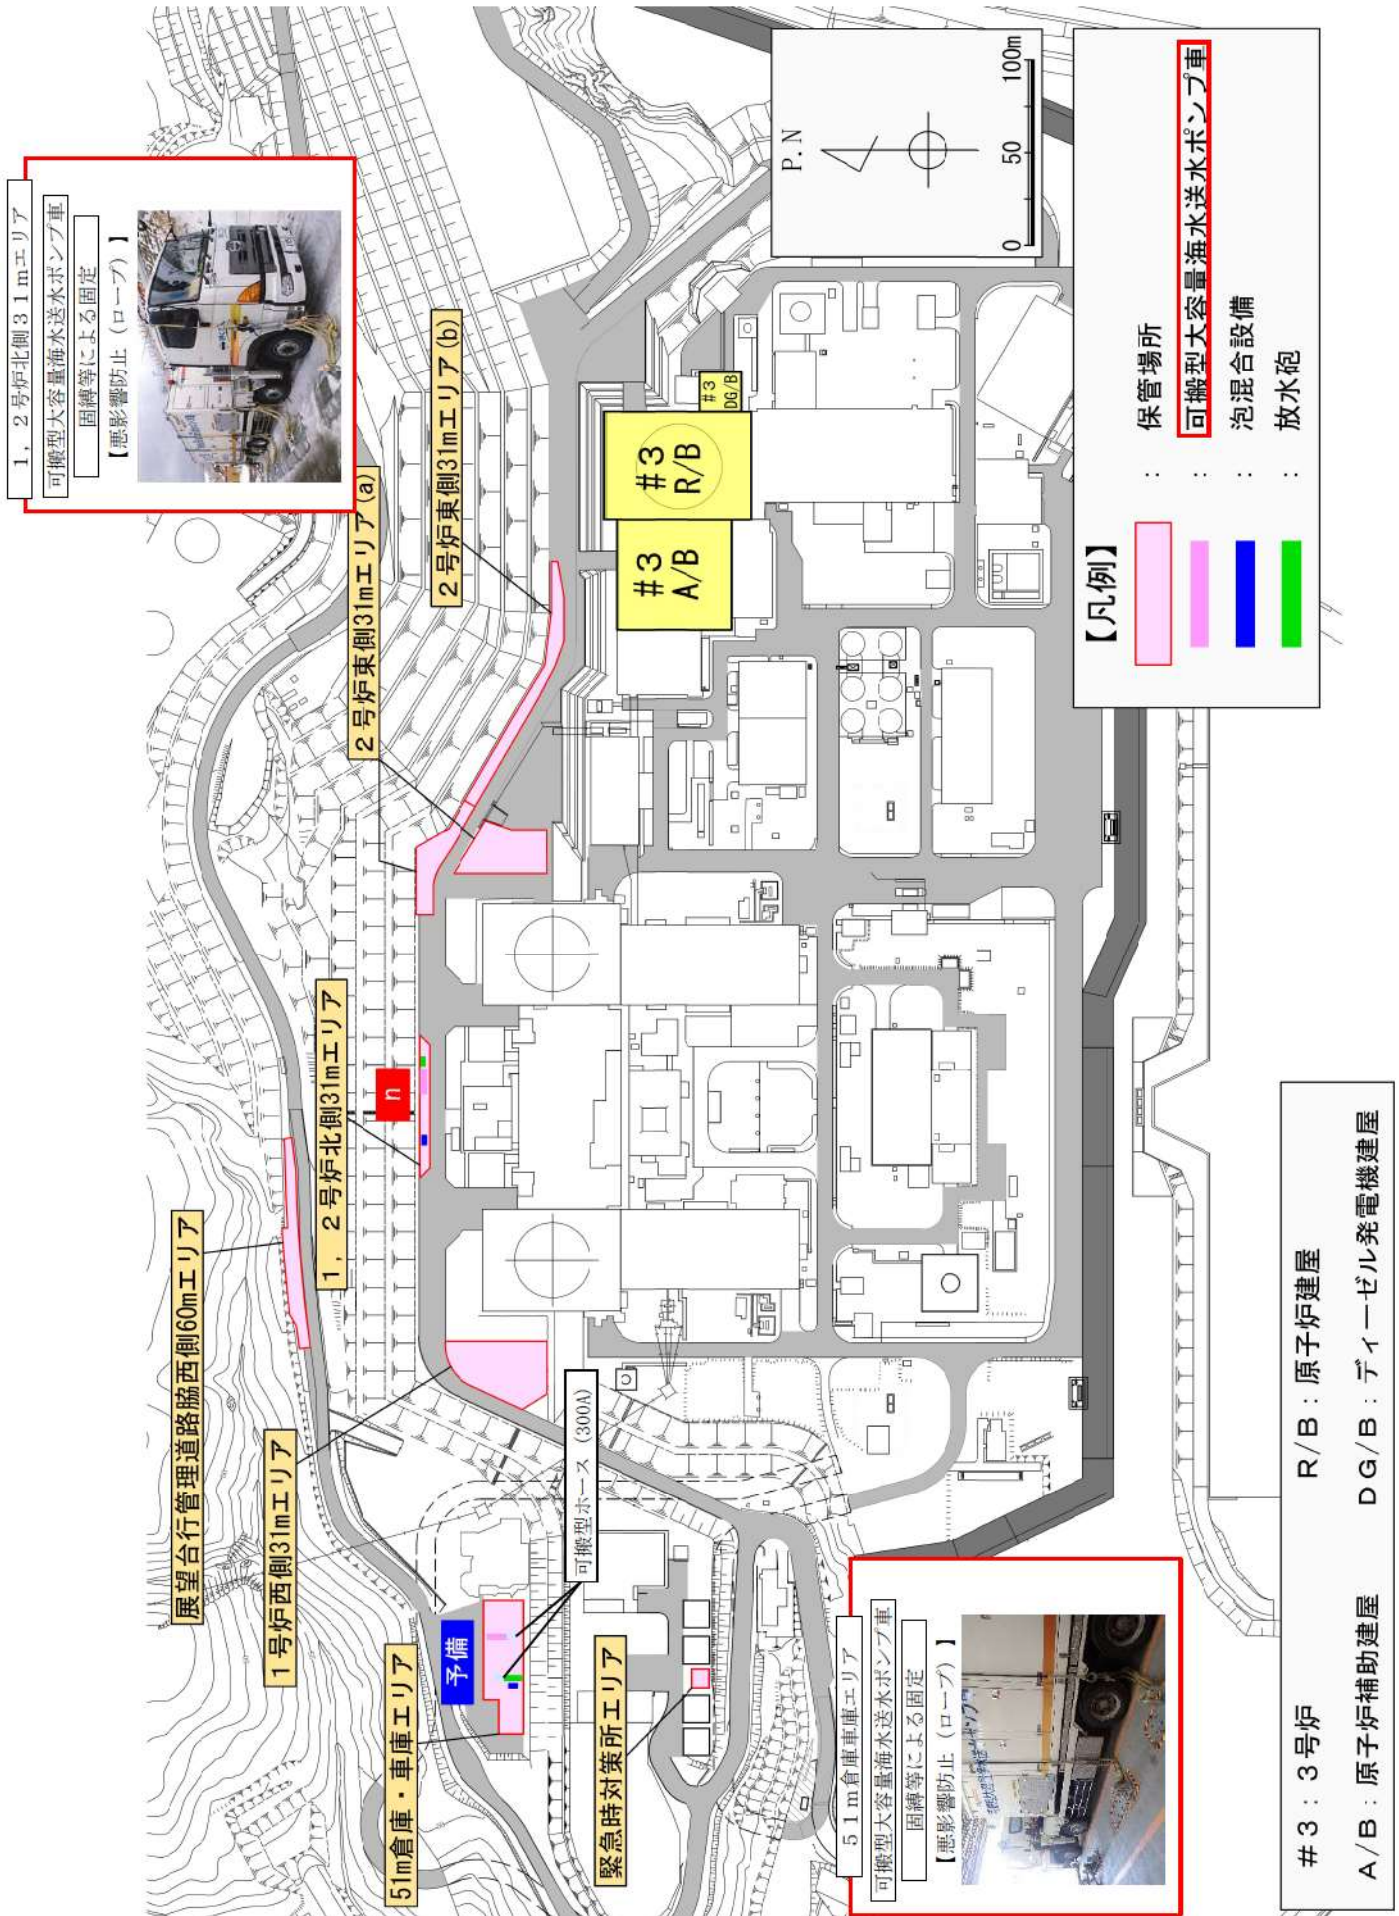 1，2号炉北側31mエリア
可搬型大容量海水送水ポンプ車
固縛等による固定
【悪影響防止（ロープ）】
展望台行管理道路脇西側60mエリア
1号炉西側31mエリア
1，2号炉北側31mエリア
2号炉東側31mエリア(a)
2号炉東側31mエリア(b)
51m倉庫・車庫エリア
予備
n
可搬型ホース（300A）
緊急時対策所エリア
#3
A/B
#3
R/B
#3
DG/B
P.N
0 50 100m
51m倉庫車庫エリア
可搬型大容量海水送水ポンプ車
固縛等による固定
【悪影響防止（ロープ）】
【凡例】
：保管場所
：可搬型大容量海水送水ポンプ車
：泡混合設備
：放水砲
#3：3号炉 R/B：原子炉建屋
A/B：原子炉補助建屋 DG/B：ディーゼル発電機建屋